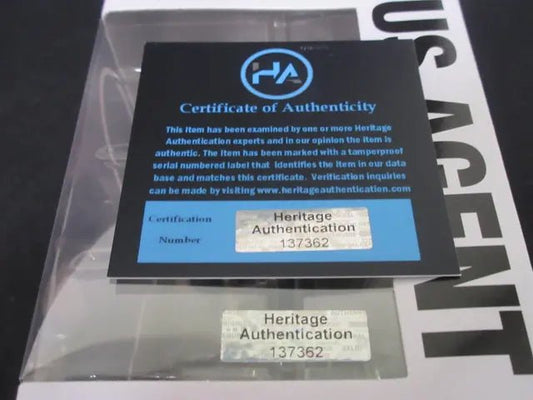 US AGENT
HA
Certificate of Authenticity
This item has been examined by one or more Heritage
Authentication experts and in our opinion the item is
authentic. The item has been marked with a tamperproof
serial numbered label that identifies the item in our data
base and matches this certificate. Verification inquiries
can be made by visiting www.heritageauthentication.com
Certification
Number
Heritage
Authentication
137362
Heritage
Authentication
137362